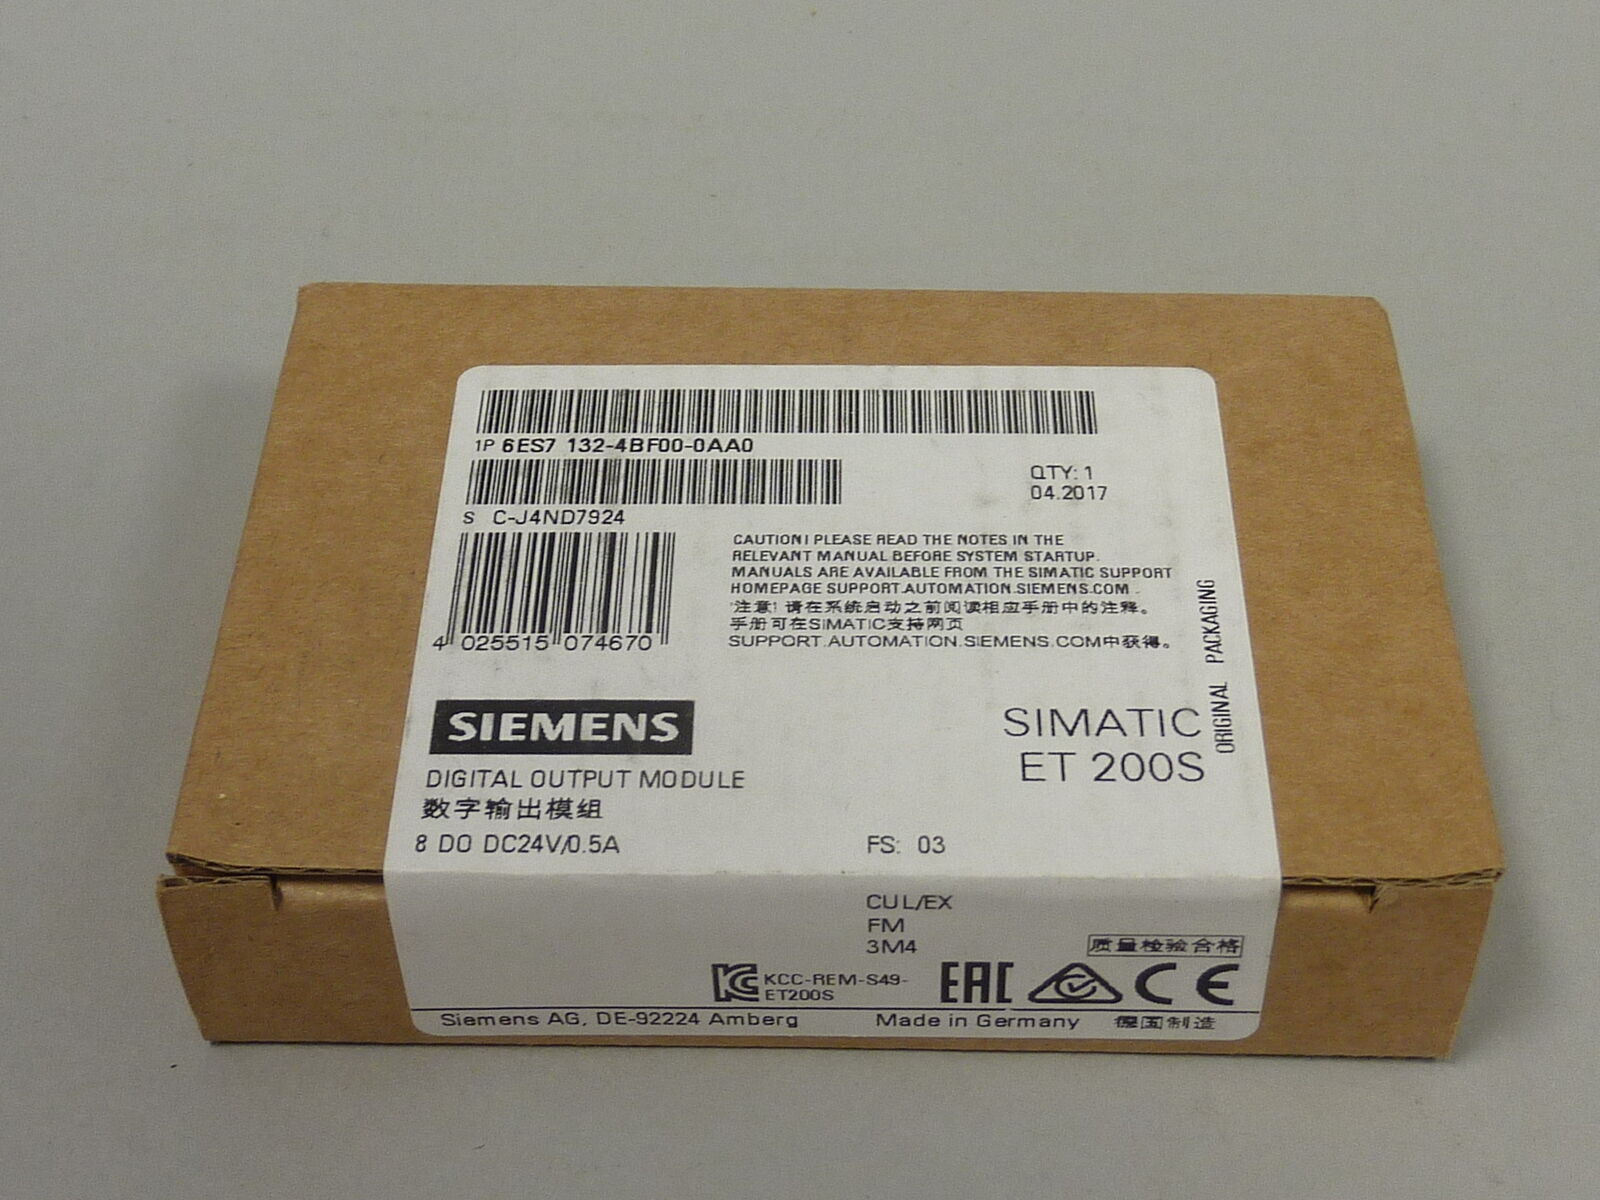 1P 6ES7 132-4BF00-0AA0
QTY: 1
04.2017
S C-J4ND7924
CAUTION! PLEASE READ THE NOTES IN THE
RELEVANT MANUAL BEFORE SYSTEM STARTUP.
MANUALS ARE AVAILABLE FROM THE SIMATIC SUPPORT
HOMEPAGE SUPPORT.AUTOMATION.SIEMENS.COM .
注意! 请在系统启动之前阅读相应手册中的注释。
手册可在SIMATIC支持网页
SUPPORT.AUTOMATION.SIEMENS.COM中获得。
4 025515 074670
ORIGINAL PACKAGING
SIEMENS
SIMATIC
ET 200S
DIGITAL OUTPUT MODULE
数字输出模组
8 DO DC24V/0.5A
FS: 03
CUL/EX
FM
3M4
质量检验合格
KCC-REM-S49-
ET200S
EAC
CE
Siemens AG, DE-92224 Amberg
Made in Germany 德国制造